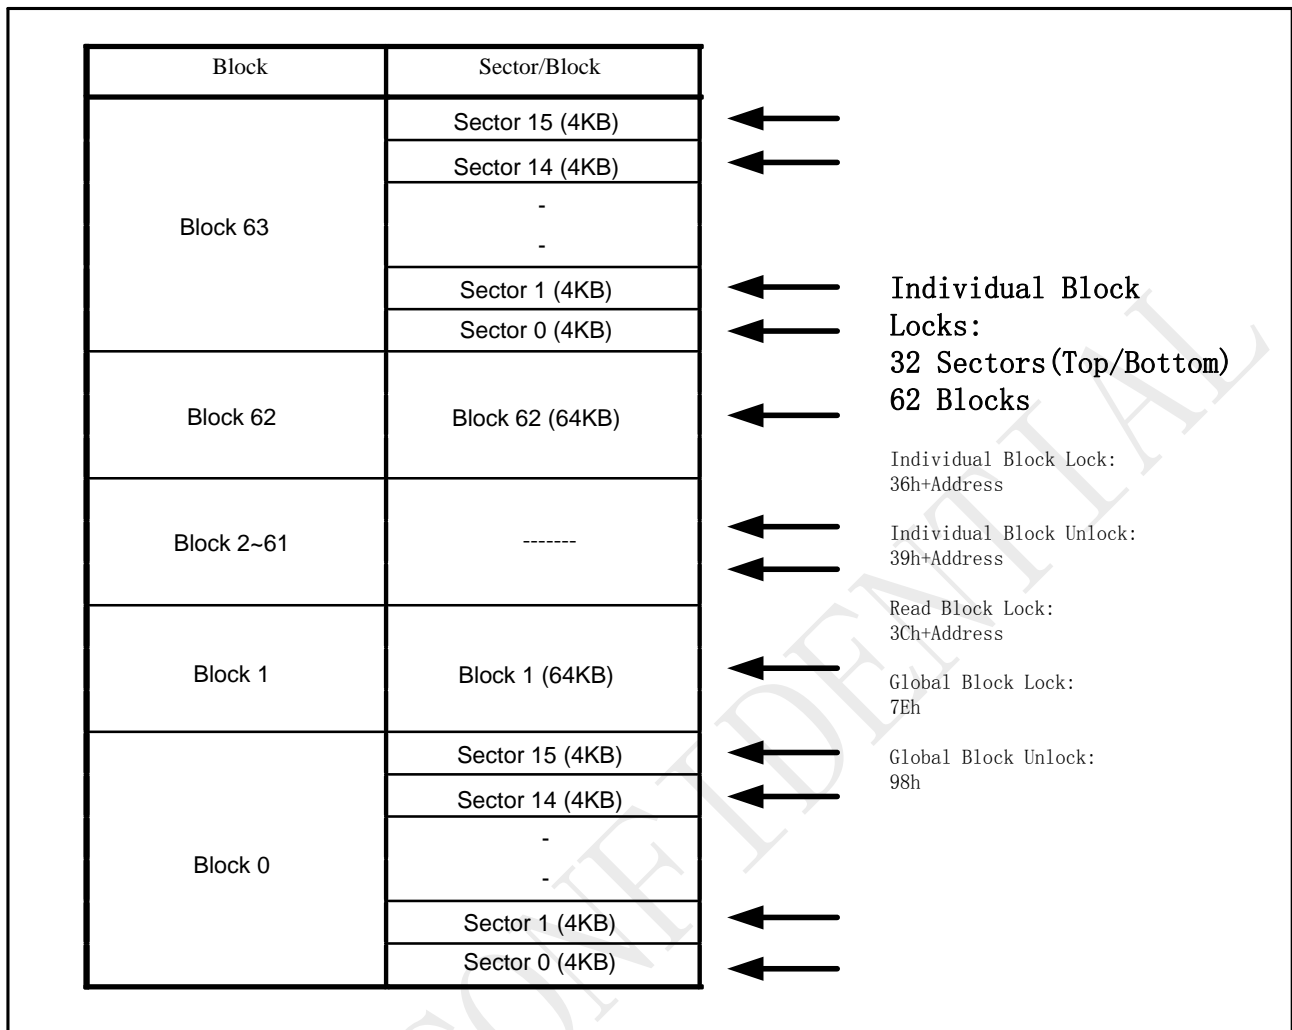 Block Sector/Block
Sector 15 (4KB)
Sector 14 (4KB)
-
Block 63
-
Sector 1 (4KB)
Sector 0 (4KB)
Block 62 Block 62 (64KB)
Block 2~61 -------
Block 1 Block 1 (64KB)
Sector 15 (4KB)
Sector 14 (4KB)
-
Block 0
-
Sector 1 (4KB)
Sector 0 (4KB)
Individual Block
Locks:
32 Sectors(Top/Bottom)
62 Blocks
Individual Block Lock:
36h+Address
Individual Block Unlock:
39h+Address
Read Block Lock:
3Ch+Address
Global Block Lock:
7Eh
Global Block Unlock:
98h
CONFIDENTIAL